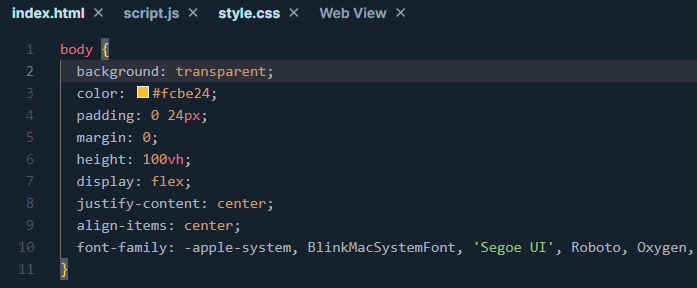 index.html × script.js × style.css × Web View ×
1 body {
2 background: transparent;
3 color: #fcbe24;
4 padding: 0 24px;
5 margin: 0;
6 height: 100vh;
7 display: flex;
8 justify-content: center;
9 align-items: center;
10 font-family: -apple-system, BlinkMacSystemFont, 'Segoe UI', Roboto, Oxygen,
11 }